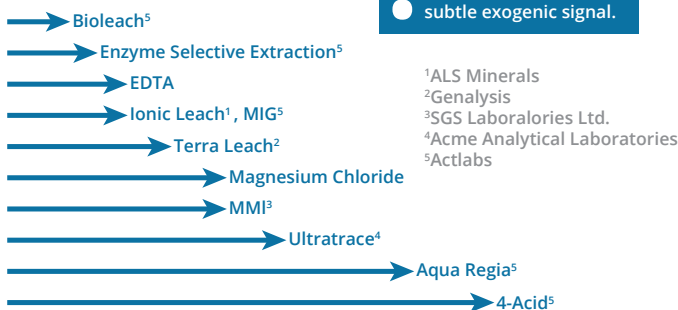 subtle exogenic signal.
Bioleach⁵
Enzyme Selective Extraction⁵
EDTA
Ionic Leach¹ , MIG⁵
Terra Leach²
Magnesium Chloride
MMI³
Ultratrace⁴
Aqua Regia⁵
4-Acid⁵
¹ALS Minerals
²Genalysis
³SGS Laboralories Ltd.
⁴Acme Analytical Laboratories
⁵Actlabs